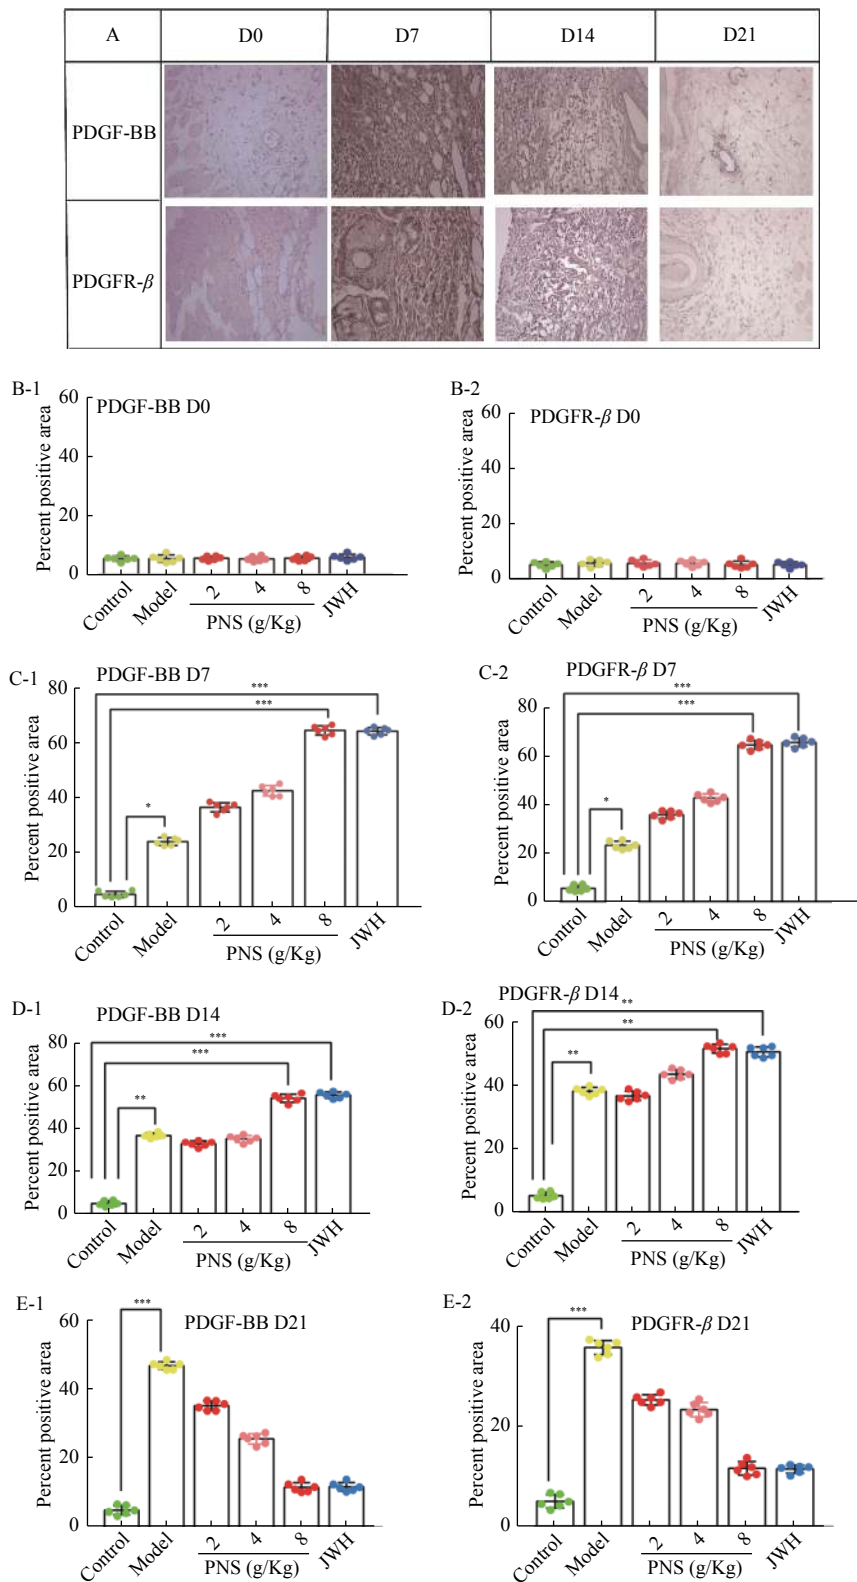 A D0 D7 D14 D21
PDGF-BB
PDGFR-β
B-1
PDGF-BB D0
Percent positive area
60
40
20
0
Control Model 2 4 8 JWH
PNS (g/Kg)
B-2
PDGFR-β D0
Percent positive area
60
40
20
0
Control Model 2 4 8 JWH
PNS (g/Kg)
C-1
PDGF-BB D7
Percent positive area
80
60
40
20
0
***
***
*
Control Model 2 4 8 JWH
PNS (g/Kg)
C-2
PDGFR-β D7
Percent positive area
80
60
40
20
0
***
***
*
Control Model 2 4 8 JWH
PNS (g/Kg)
D-1
PDGF-BB D14
Percent positive area
80
60
40
20
0
***
***
**
Control Model 2 4 8 JWH
PNS (g/Kg)
D-2
PDGFR-β D14
Percent positive area
60
40
20
0
**
**
**
Control Model 2 4 8 JWH
PNS (g/Kg)
E-1
PDGF-BB D21
Percent positive area
60
40
20
0
***
Control Model 2 4 8 JWH
PNS (g/Kg)
E-2
PDGFR-β D21
Percent positive area
40
20
0
***
Control Model 2 4 8 JWH
PNS (g/Kg)